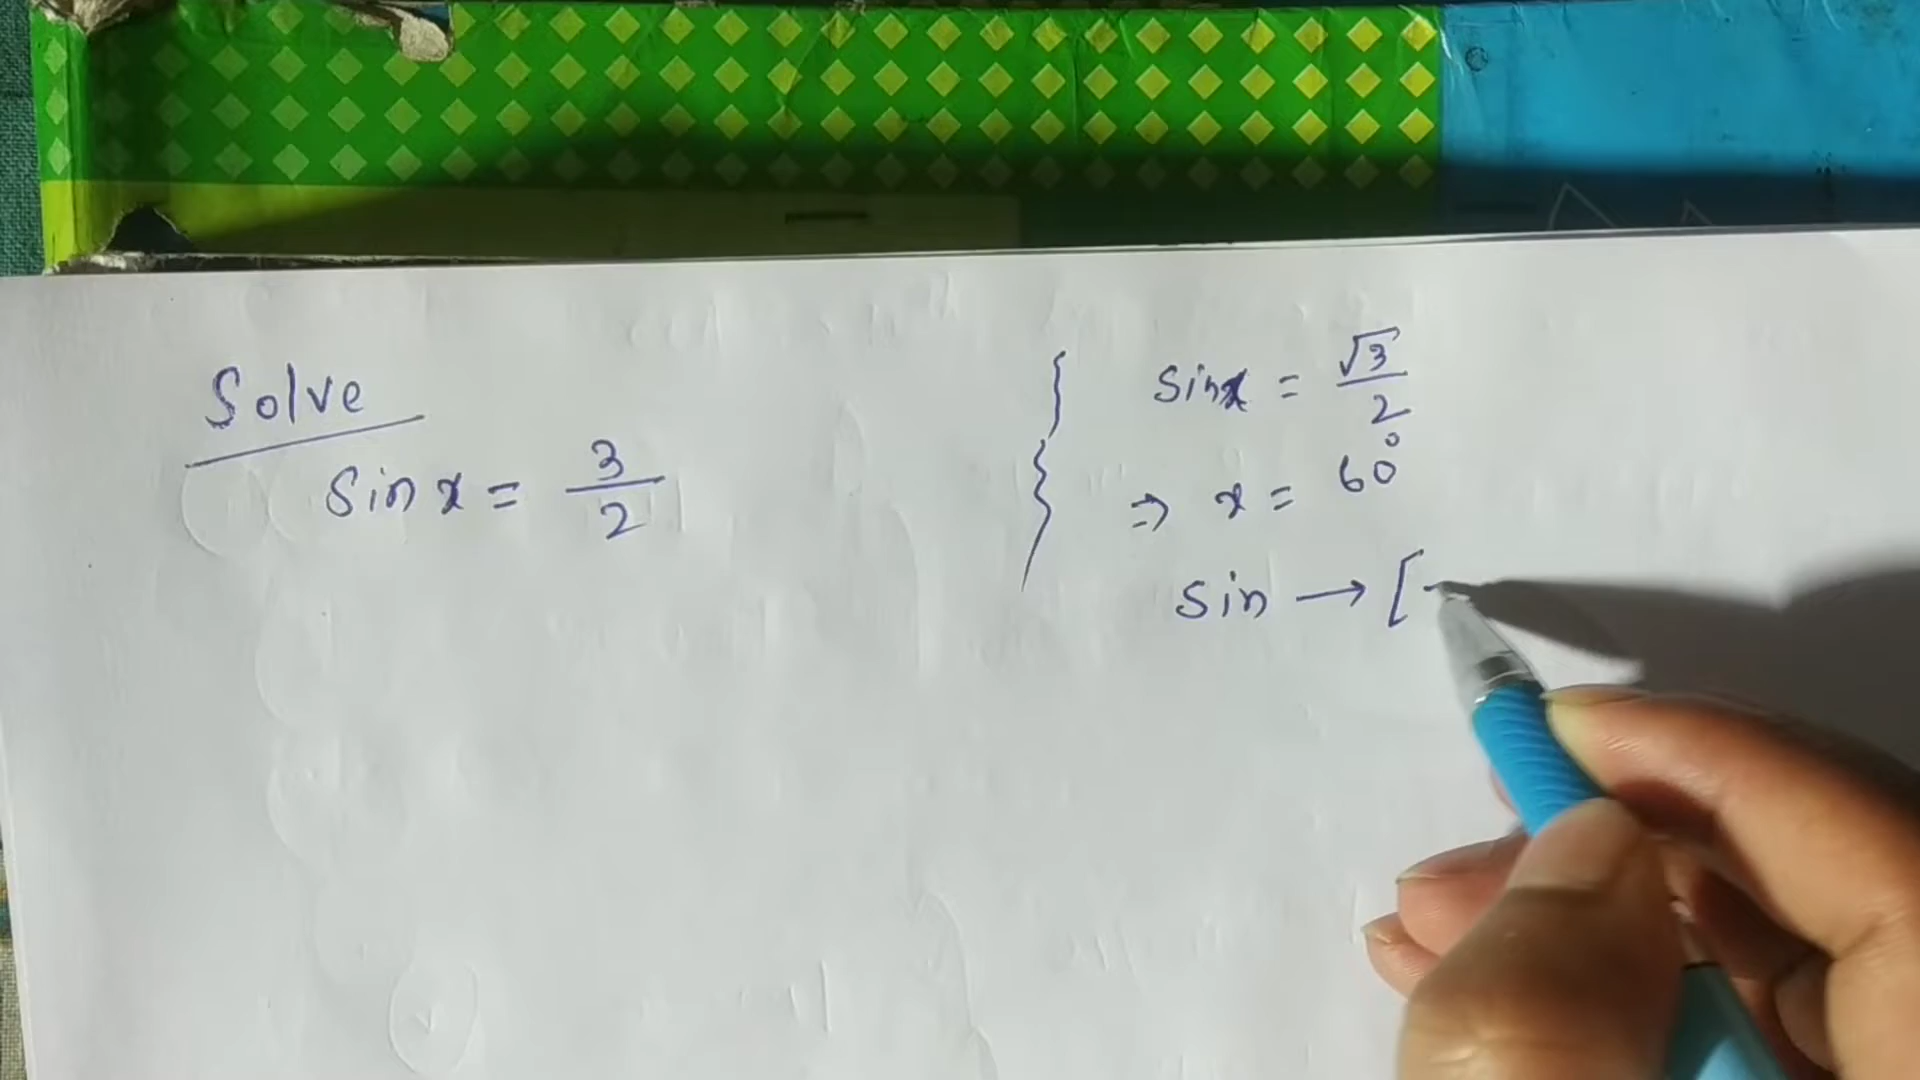 Solve
Sin x = 3/2
Sin x = √3/2
⇒ x = 60°
Sin → [-